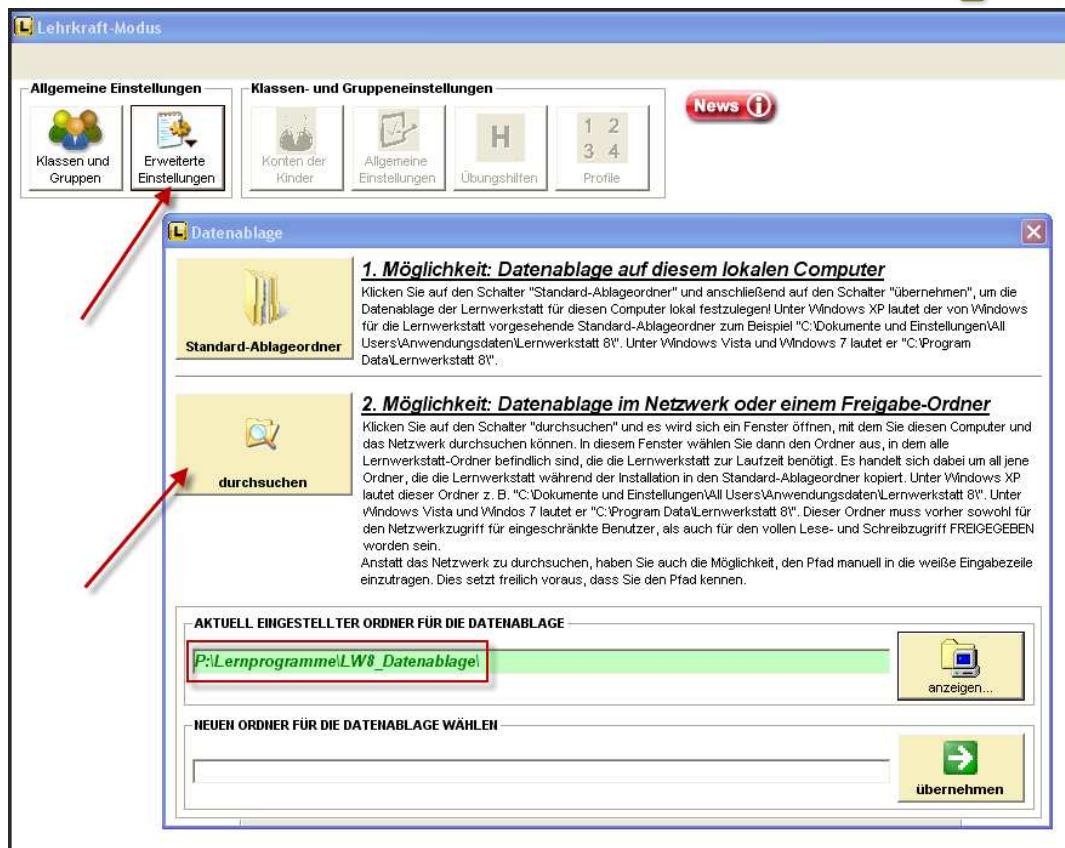 Lehrkraft-Modus
Allgemeine Einstellungen
Klassen- und Gruppeneinstellungen
News
Klassen und
Gruppen
Erweiterte
Einstellungen
Konten der
Kinder
Allgemeine
Einstellungen
H
Übungshilfen
1 2
3 4
Profile
Datenablage
Standard-Ablageordner
1. Möglichkeit: Datenablage auf diesem lokalen Computer
Klicken Sie auf den Schalter "Standard-Ablageordner" und anschließend auf den Schalter "übernehmen", um die
Datenablage der Lernwerkstatt für diesen Computer lokal festzulegen! Unter Windows XP lautet der von Windows
für die Lernwerkstatt vorgesehende Standard-Ablageordner zum Beispiel "C:\Dokumente und Einstellungen\All
Users\Anwendungsdaten\Lernwerkstatt 8\". Unter Windows Vista und Windows 7 lautet er "C:\Program
Data\Lernwerkstatt 8\".
durchsuchen
2. Möglichkeit: Datenablage im Netzwerk oder einem Freigabe-Ordner
Klicken Sie auf den Schalter "durchsuchen" und es wird sich ein Fenster öffnen, mit dem Sie diesen Computer und
das Netzwerk durchsuchen können. In diesem Fenster wählen Sie dann den Ordner aus, in dem alle
Lernwerkstatt-Ordner befindlich sind, die die Lernwerkstatt zur Laufzeit benötigt. Es handelt sich dabei um all jene
Ordner, die die Lernwerkstatt während der Installation in den Standard-Ablageordner kopiert. Unter Windows XP
lautet dieser Ordner z. B. "C:\Dokumente und Einstellungen\All Users\Anwendungsdaten\Lernwerkstatt 8\". Unter
Windows Vista und Windos 7 lautet er "C:\Program Data\Lernwerkstatt 8\". Dieser Ordner muss vorher sowohl für
den Netzwerkzugriff für eingeschränkte Benutzer, als auch für den vollen Lese- und Schreibzugriff FREIGEGEBEN
worden sein.
Anstatt das Netzwerk zu durchsuchen, haben Sie auch die Möglichkeit, den Pfad manuell in die weiße Eingabezeile
einzutragen. Dies setzt freilich voraus, dass Sie den Pfad kennen.
AKTUELL EINGESTELLTER ORDNER FÜR DIE DATENABLAGE
P:\Lernprogramme\LW8_Datenablage\
anzeigen...
NEUEN ORDNER FÜR DIE DATENABLAGE WÄHLEN
übernehmen